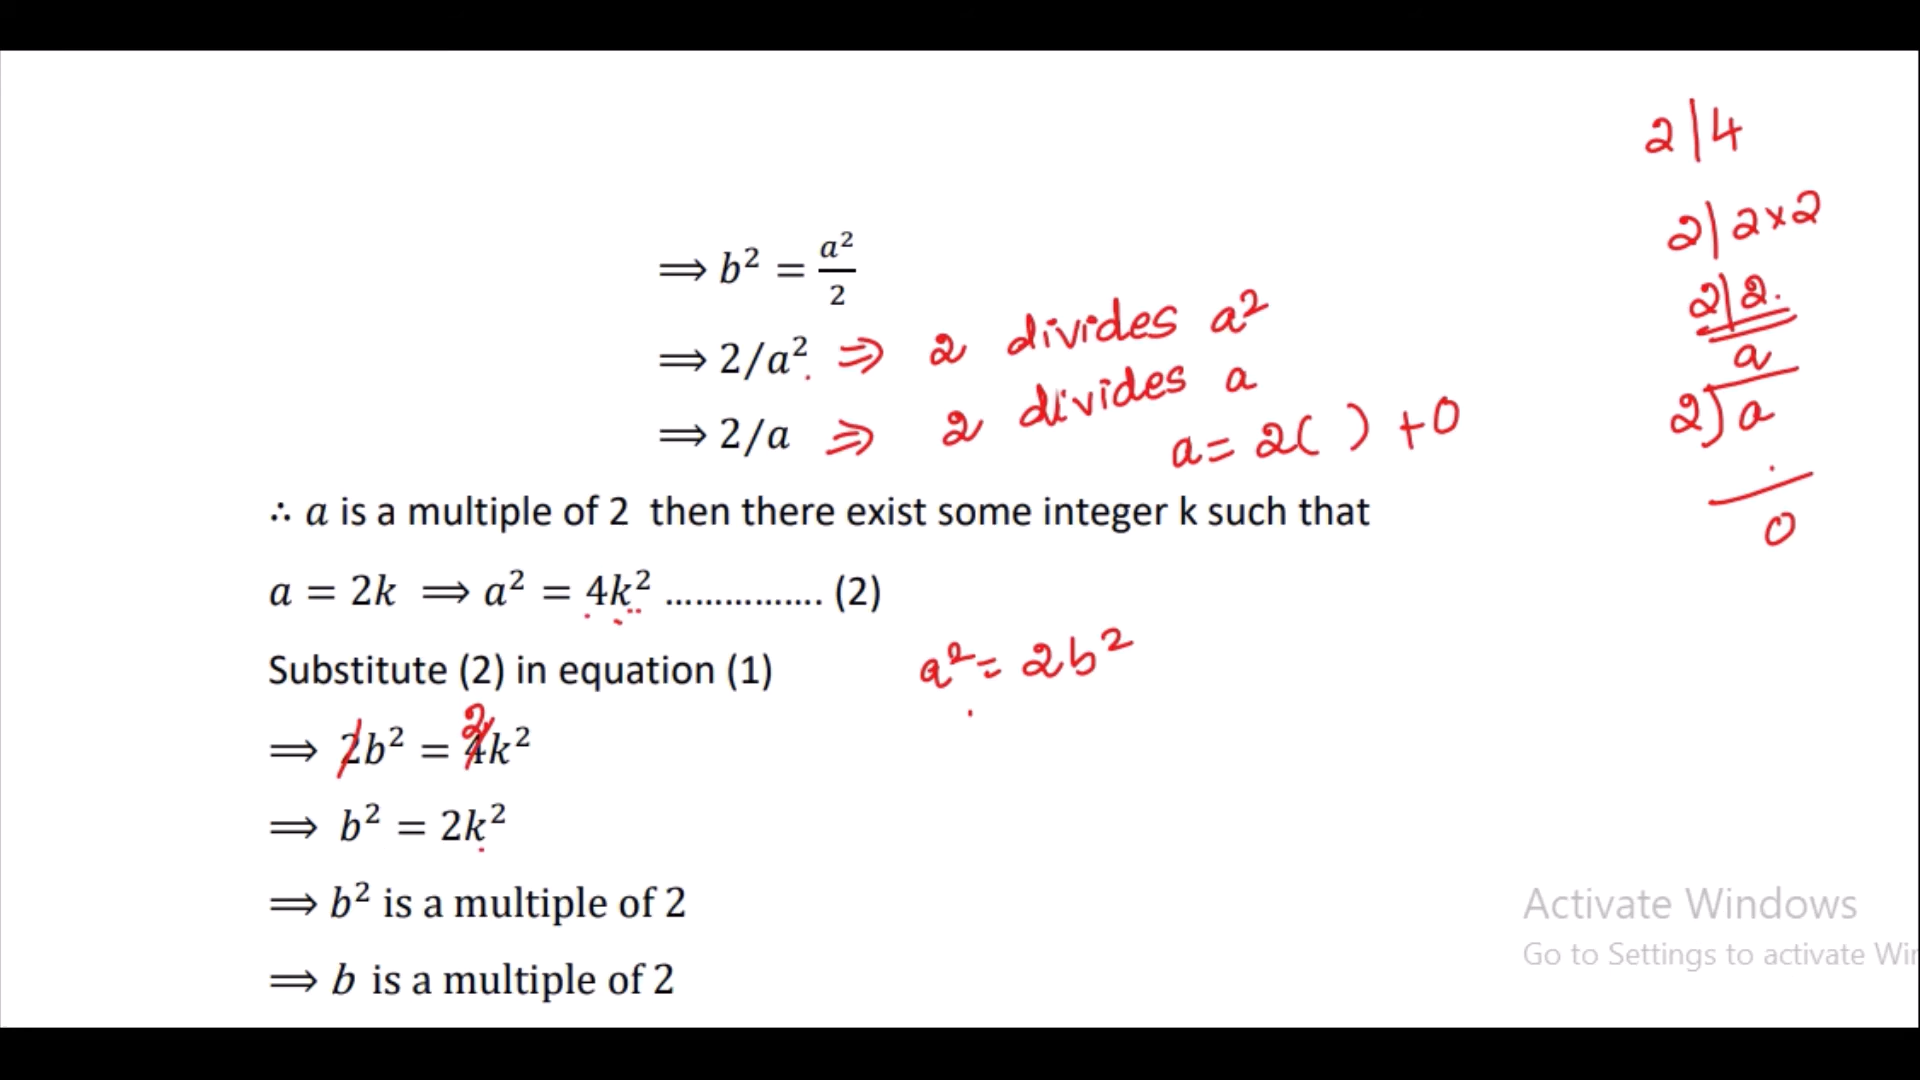 2|4
2|2×2
2|2.
⟹ b² = a²/2
⟹ 2/a² ⇒ 2 divides a²
⟹ 2/a ⇒ 2 divides a
a = 2( ) + 0
a
2)a
0
∴ a is a multiple of 2 then there exist some integer k such that
a = 2k ⟹ a² = 4k² ................ (2)
Substitute (2) in equation (1)
a² = 2b²
2
⟹ 2b² = 4k²
⟹ b² = 2k²
⟹ b² is a multiple of 2
⟹ b is a multiple of 2
Activate Windows
Go to Settings to activate Wi